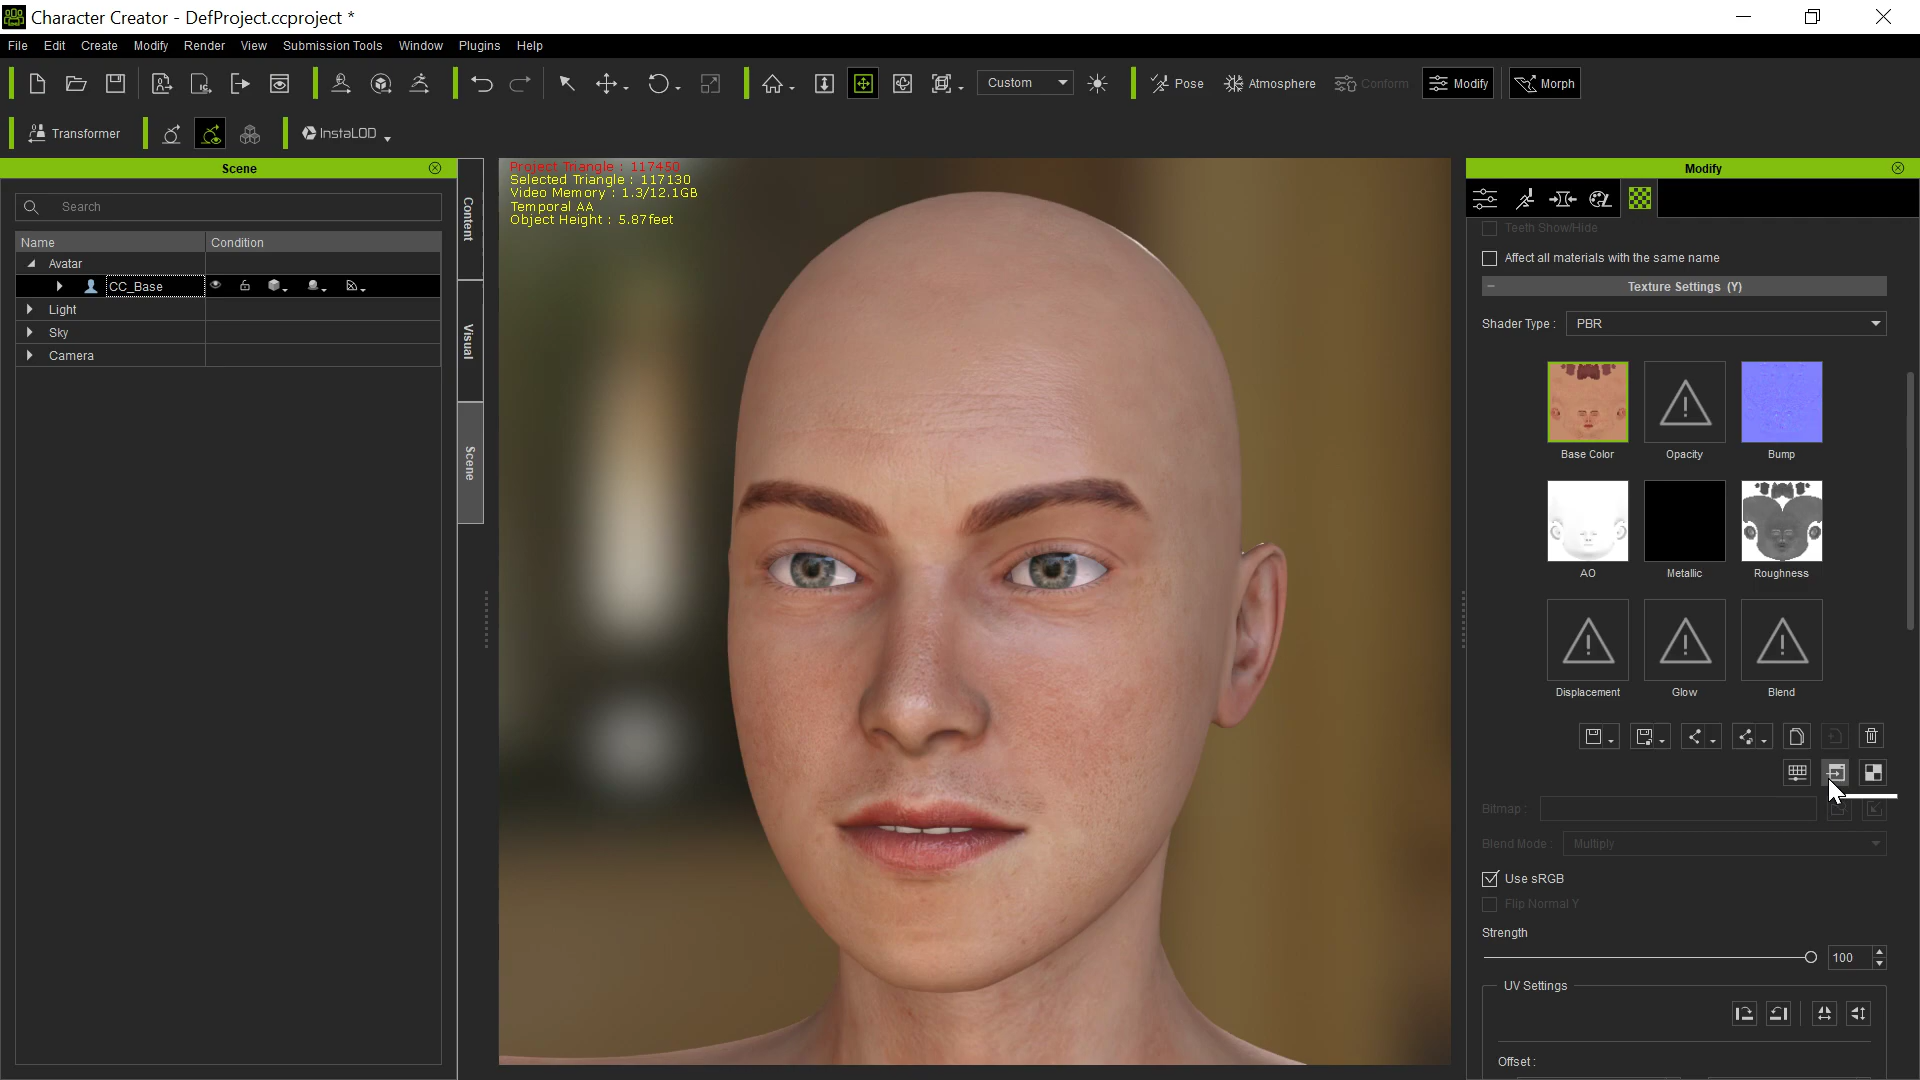 Character Creator - DefProject.ccproject *
File Edit Create Modify Render View Submission Tools Window Plugins Help
Custom Pose Atmosphere Conform Modify Morph
Transformer InstaLOD
Scene
Search
Name Condition
Avatar
CC_Base
Light
Sky
Camera
Content
Visual
Scene
Project Triangle : 117450
Selected Triangle : 117130
Video Memory : 1.3/12.1GB
Temporal AA
Object Height : 5.87feet
Modify
Teeth Show/Hide
Affect all materials with the same name
Texture Settings (Y)
Shader Type : PBR
Base Color Opacity Bump
AO Metallic Roughness
Displacement Glow Blend
Bitmap :
Blend Mode : Multiply
Use sRGB
Flip Normal Y
Strength
100
UV Settings
Offset :